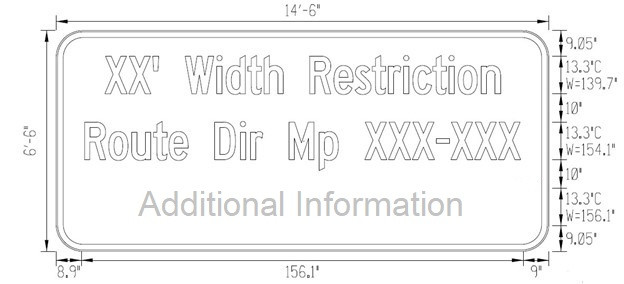 14'-6"
XX' Width Restriction
Route Dir Mp XXX-XXX
Additional Information
6'-6"
9.05"
13.3"C
W=139.7"
10"
13.3"C
W=154.1"
10"
13.3"C
W=156.1"
9.05"
8.9"
156.1"
9"